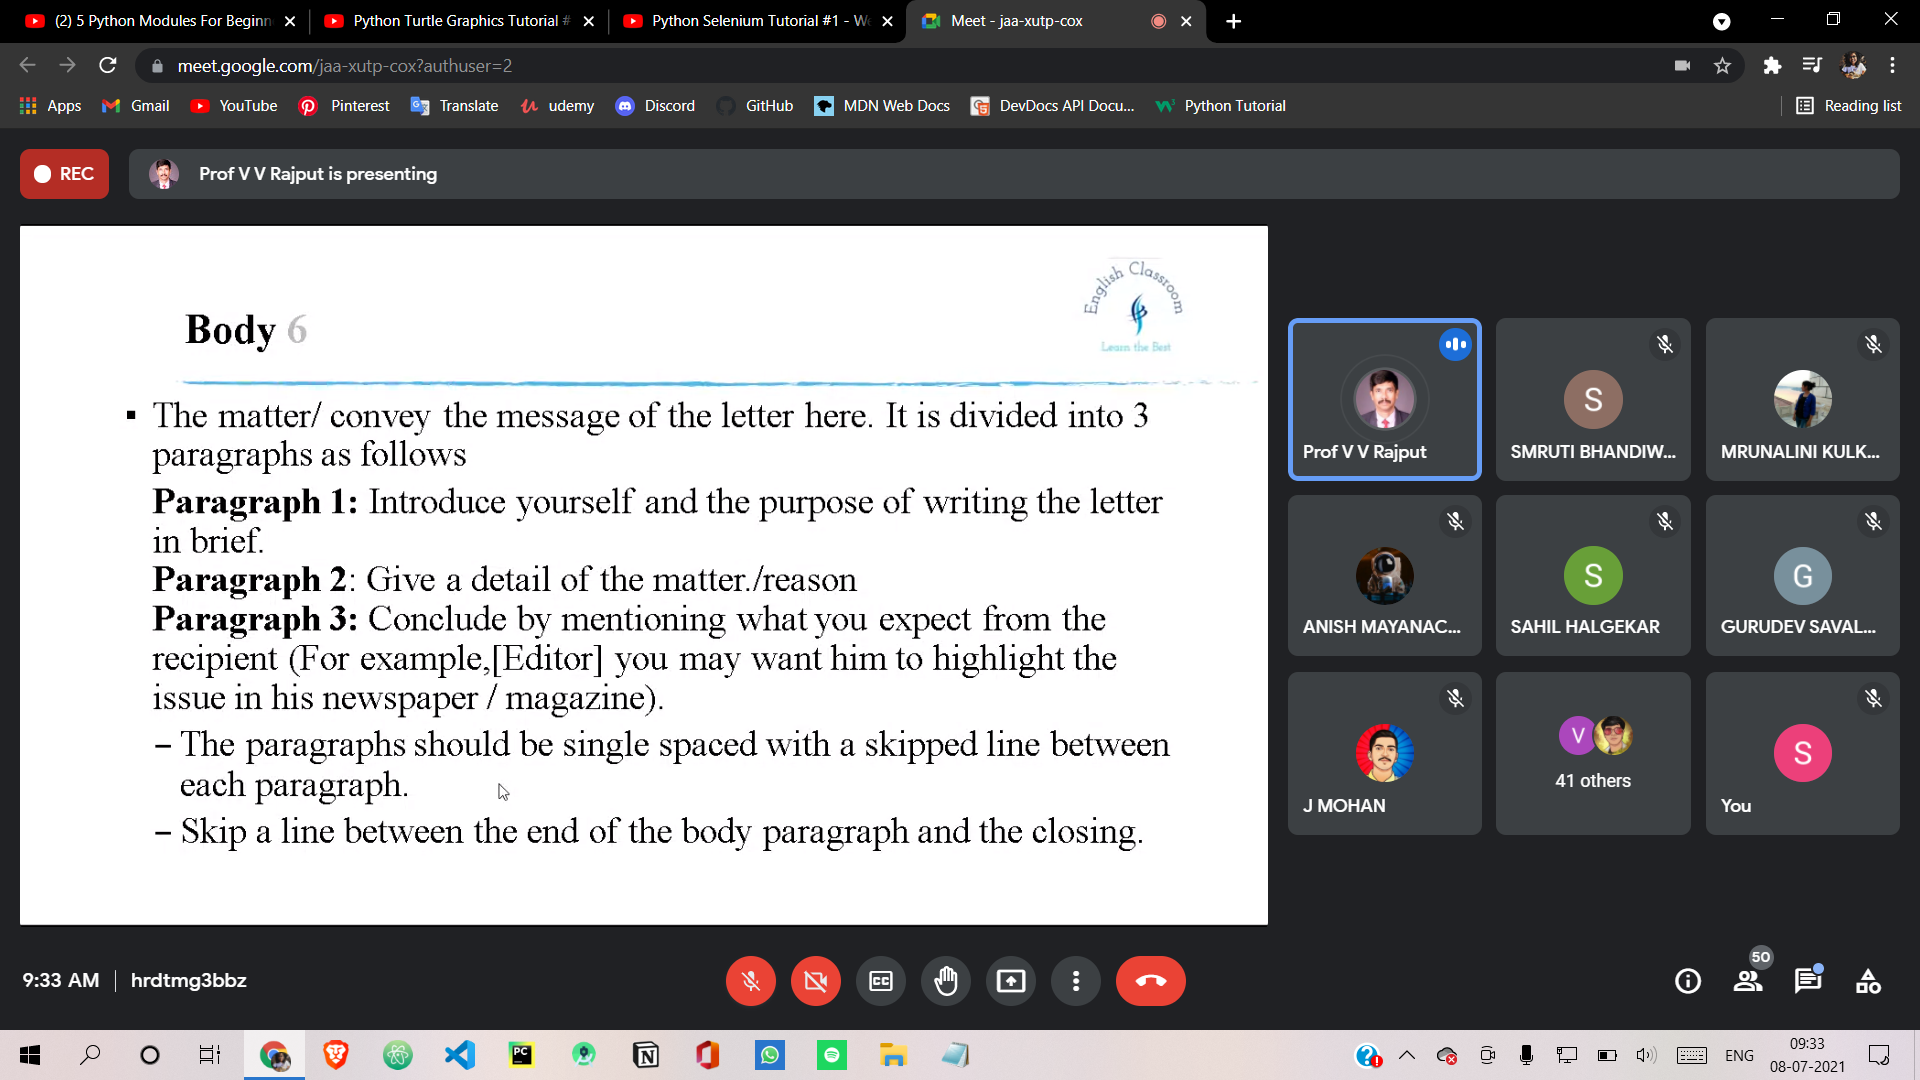 (2) 5 Python Modules For Beginn
Python Turtle Graphics Tutorial #
Python Selenium Tutorial #1 - We
Meet - jaa-xutp-cox
meet.google.com/jaa-xutp-cox?authuser=2
Apps
Gmail
YouTube
Pinterest
Translate
udemy
Discord
GitHub
MDN Web Docs
DevDocs API Docu...
Python Tutorial
Reading list
REC
Prof V V Rajput is presenting
English Classroom
Learn the Best
Body 6
▪ The matter/ convey the message of the letter here. It is divided into 3
paragraphs as follows
Paragraph 1: Introduce yourself and the purpose of writing the letter
in brief.
Paragraph 2: Give a detail of the matter./reason
Paragraph 3: Conclude by mentioning what you expect from the
recipient (For example,[Editor] you may want him to highlight the
issue in his newspaper / magazine).
– The paragraphs should be single spaced with a skipped line between
each paragraph.
– Skip a line between the end of the body paragraph and the closing.
Prof V V Rajput
S
SMRUTI BHANDIW...
MRUNALINI KULK...
ANISH MAYANAC...
S
SAHIL HALGEKAR
G
GURUDEV SAVAL...
J MOHAN
V
41 others
S
You
9:33 AM | hrdtmg3bbz
CC
50
PC
ENG
09:33
08-07-2021